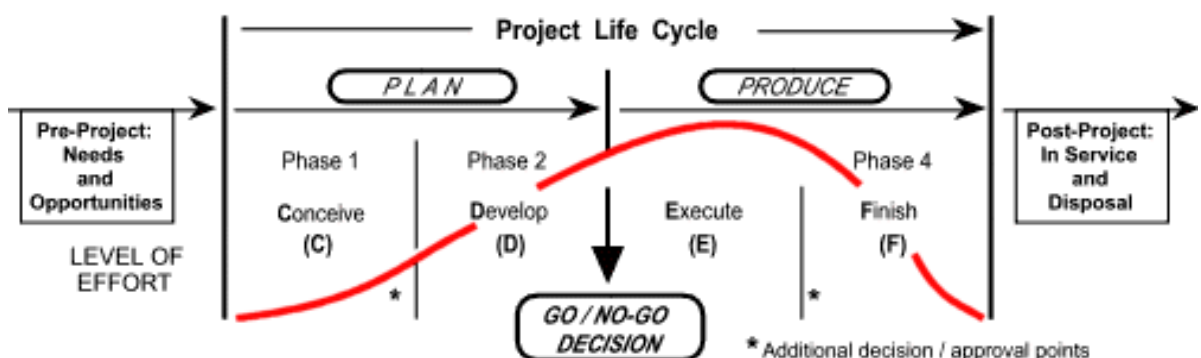 Project Life Cycle
PLAN
PRODUCE
Pre-Project:
Needs
and
Opportunities
Phase 1
Phase 2
Phase 4
Post-Project:
In Service
and
Disposal
Conceive
(C)
Develop
(D)
Execute
(E)
Finish
(F)
LEVEL OF
EFFORT
*
*
GO / NO-GO
DECISION
* Additional decision / approval points